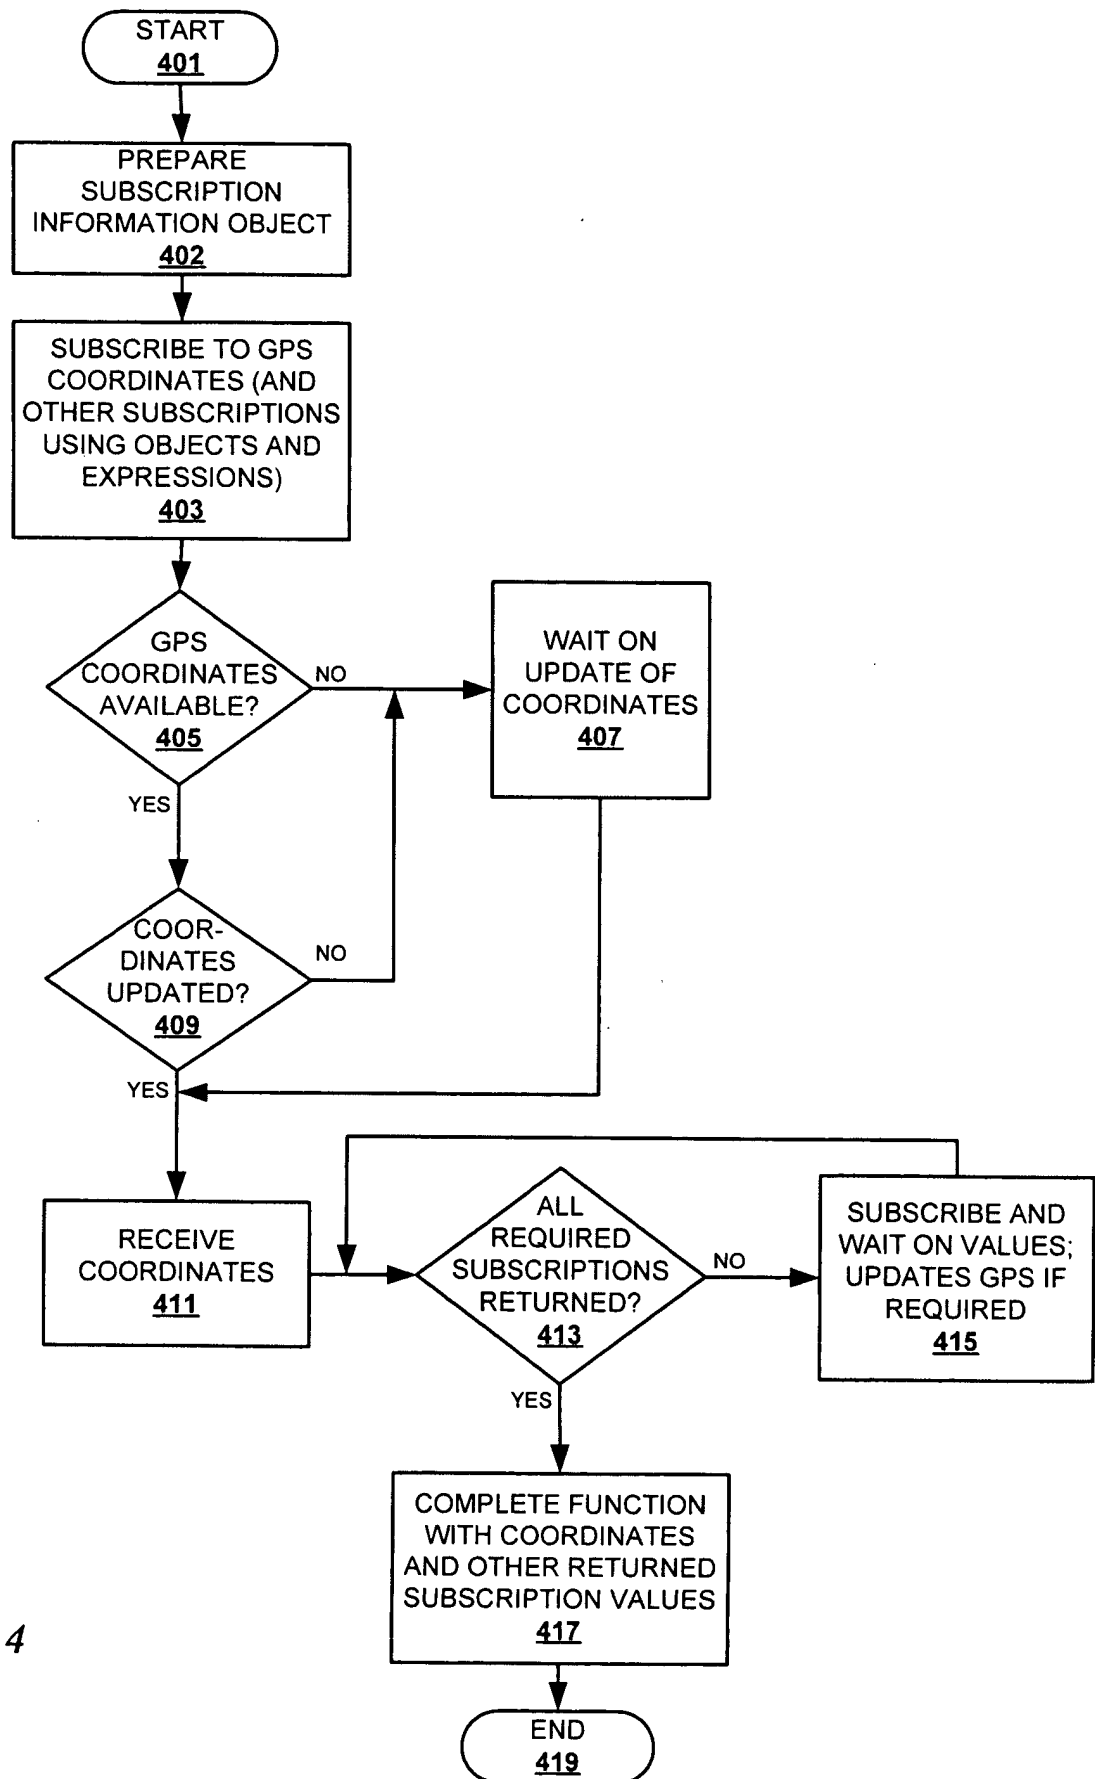 START
401
PREPARE
SUBSCRIPTION
INFORMATION OBJECT
402
SUBSCRIBE TO GPS
COORDINATES (AND
OTHER SUBSCRIPTIONS
USING OBJECTS AND
EXPRESSIONS)
403
GPS
COORDINATES
AVAILABLE?
405
NO
YES
WAIT ON
UPDATE OF
COORDINATES
407
COOR-
DINATES
UPDATED?
409
NO
YES
RECEIVE
COORDINATES
411
ALL
REQUIRED
SUBSCRIPTIONS
RETURNED?
413
NO
YES
SUBSCRIBE AND
WAIT ON VALUES;
UPDATES GPS IF
REQUIRED
415
COMPLETE FUNCTION
WITH COORDINATES
AND OTHER RETURNED
SUBSCRIPTION VALUES
417
4
END
419